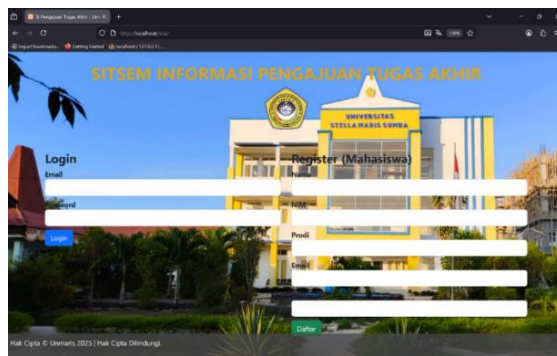 SITSEM INFORMASI PENGAJUAN TUGAS AKHIR
UNIVERSITAS
STELLA MARIS SUMBA
Login
Email
Password
Login
Register (Mahasiswa)
Nama
NIM
Prodi
Email
Daftar
Hak Cipta © Unmaris 2025 | Hak Cipta Dilindungi.